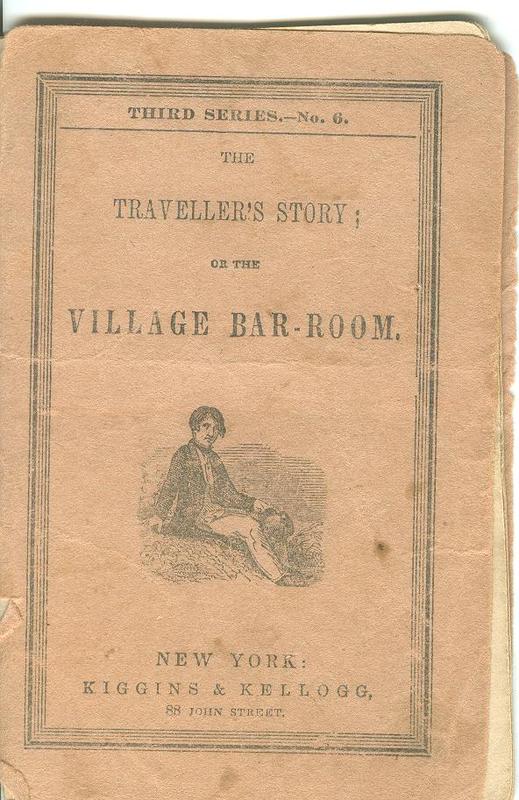 THIRD SERIES.—No. 6.
THE
TRAVELLER'S STORY;
OR THE
VILLAGE BAR-ROOM.
NEW YORK:
KIGGINS & KELLOGG,
88 JOHN STREET.